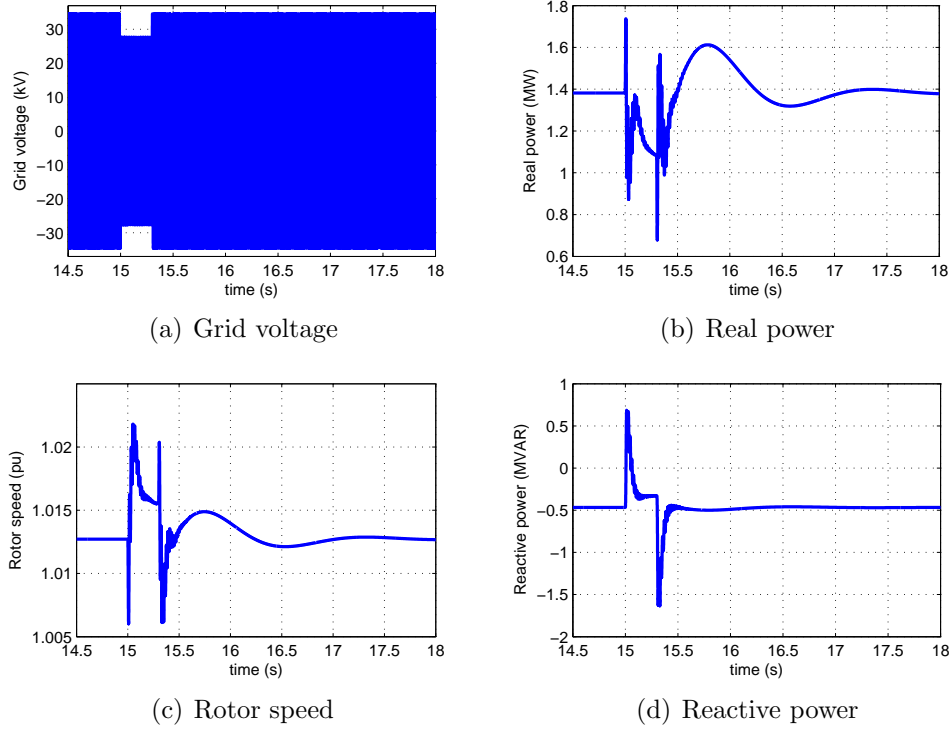 30
20
10
0
−10
−20
−30
14.5 15 15.5 16 16.5 17 17.5 18
Grid voltage (kV)
time (s)
(a) Grid voltage
1.8
1.6
1.4
1.2
1
0.8
0.6
14.5 15 15.5 16 16.5 17 17.5 18
Real power (MW)
time (s)
(b) Real power
1.02
1.015
1.01
1.005
14.5 15 15.5 16 16.5 17 17.5 18
Rotor speed (pu)
time (s)
(c) Rotor speed
1
0.5
0
−0.5
−1
−1.5
−2
14.5 15 15.5 16 16.5 17 17.5 18
Reactive power (MVAR)
time (s)
(d) Reactive power